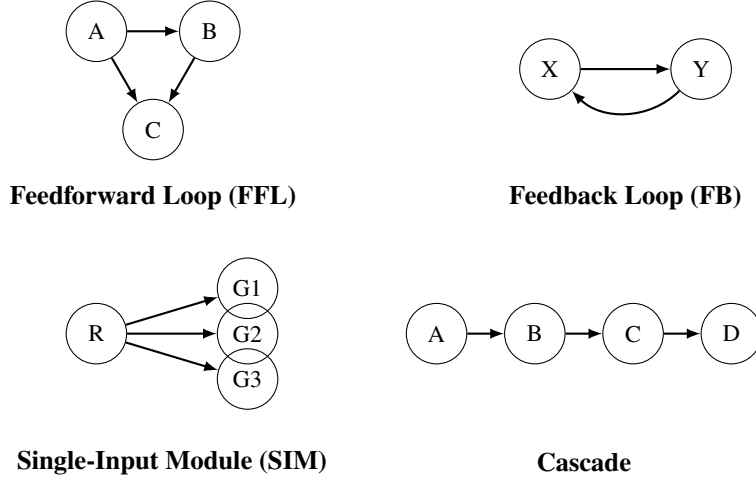 A
B
C
Feedforward Loop (FFL)
X
Y
Feedback Loop (FB)
R
G1
G2
G3
Single-Input Module (SIM)
A
B
C
D
Cascade